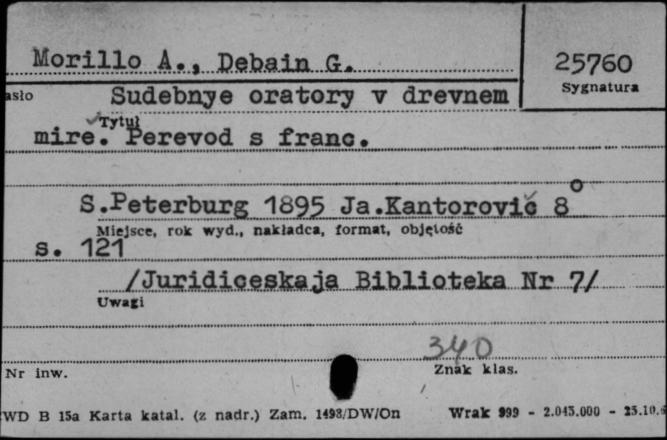 Morillo A., Debain G.
25760
Sygnatura
asło
Sudebnye oratory v drevnem
Tytuł
mire. Perevod s franc.
S.Peterburg 1895 Ja.Kantorovič 8°
Miejsce, rok wyd., nakładca, format, objętość
s. 121
/Juridiceskaja Biblioteka Nr 7/
Uwagi
340
Nr inw.
Znak klas.
WD B 15a Karta katal. (z nadr.) Zam. 1498/DW/On Wrak 999 - 2.045.000 - 25.10.